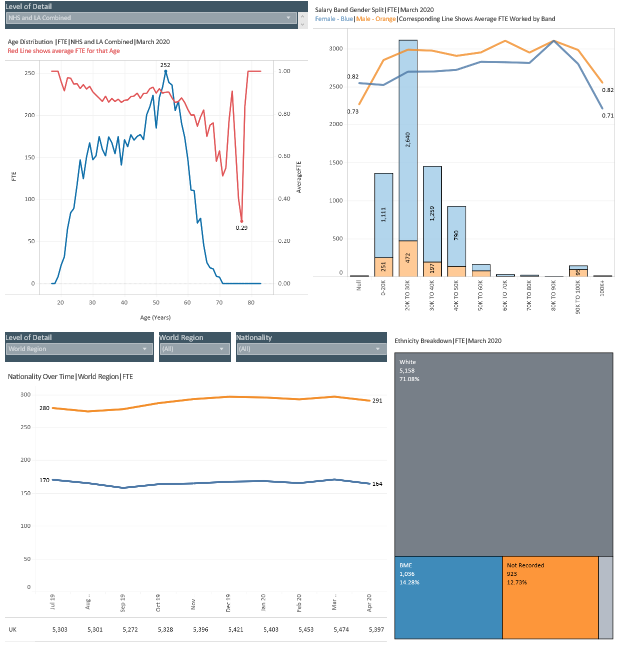 Level of Detail
NHS and LA Combined
Age Distribution |FTE|NHS and LA Combined|March 2020
Red Line shows average FTE for that Age
252
250
200
150
100
50
0
FTE
1.00
0.80
0.60
0.40
0.20
0.00
AverageFTE
0.29
20
30
40
50
60
70
80
Age (Years)
Salary Band Gender Split|FTE|March 2020
Female - Blue|Male - Orange|Corresponding Line Shows Average FTE Worked by Band
3000
2500
2000
1500
1000
500
0
0.82
0.73
0.82
0.71
1,111
251
2,640
472
1,259
197
793
95
Null
0-20K
20K TO 30K
30K TO 40K
40K TO 50K
50K TO 60K
60K TO 70K
70K TO 80K
80K TO 90K
90K TO 100K
100K+
Level of Detail
World Region
World Region
(All)
Nationality
(All)
Nationality Over Time|World Region|FTE
300
250
200
150
100
50
0
280
291
170
164
Jul 19
Aug ..
Sep 19
Oct 19
Nov ..
Dec 19
Jan 20
Feb 20
Mar ..
Apr 20
UK 5,303 5,301 5,272 5,328 5,396 5,421 5,403 5,453 5,474 5,397
Ethnicity Breakdown|FTE|March 2020
White
5,158
71.08%
BME
1,036
14.28%
Not Recorded
923
12.73%